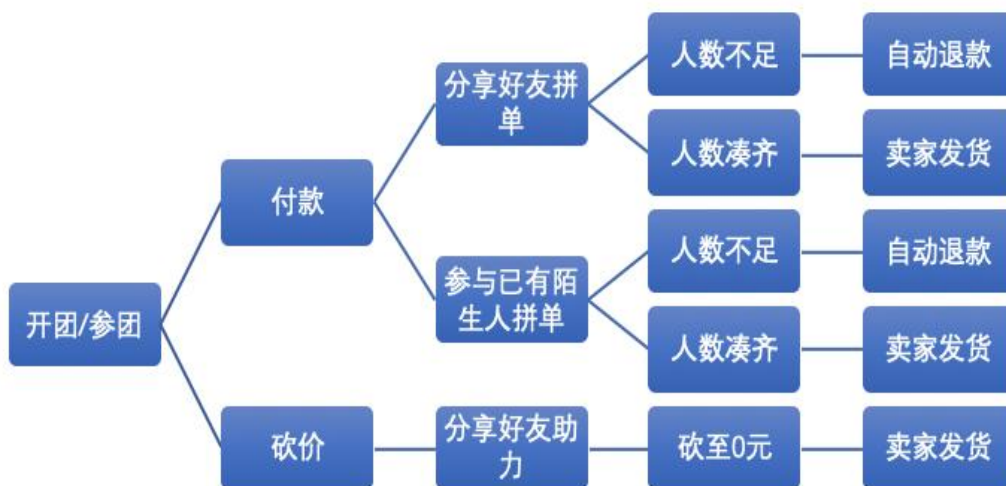 人数不足
自动退款
分享好友拼
单
人数凑齐
卖家发货
付款
人数不足
自动退款
参与已有陌
生人拼单
开团/参团
人数凑齐
卖家发货
砍价
分享好友助
力
砍至0元
卖家发货